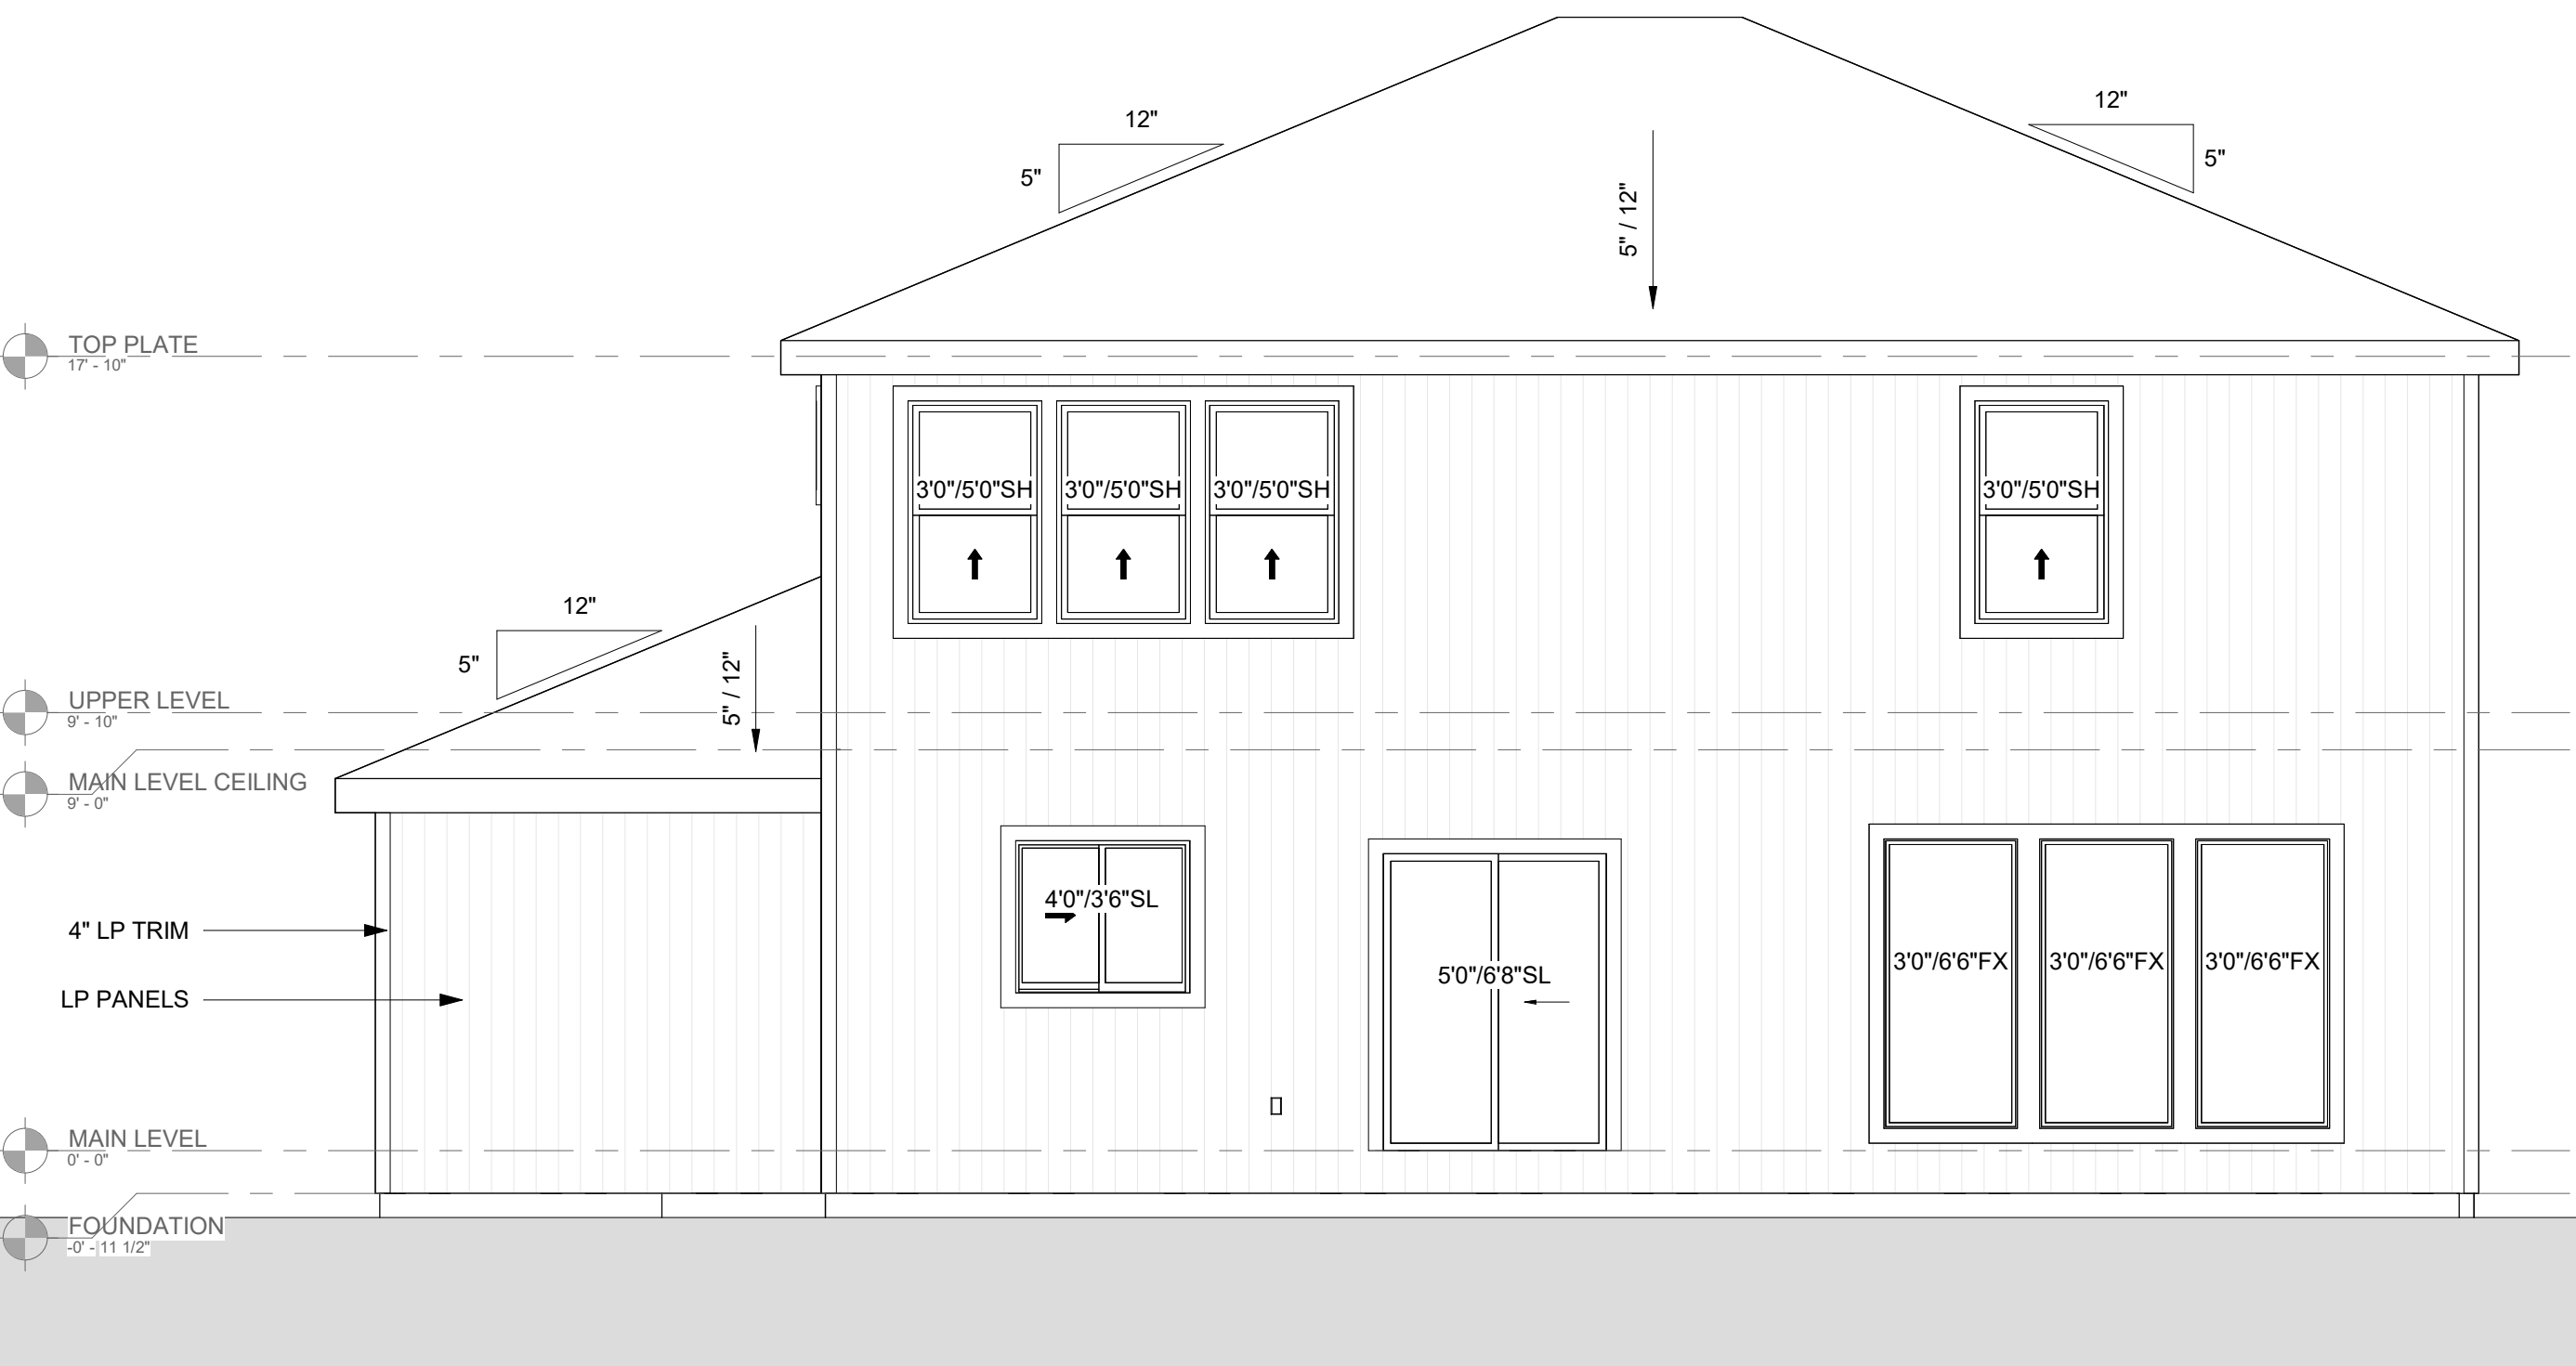 12"
5"
12"
5"
5" / 12"
TOP PLATE
17' - 10"
3'0"/5'0"SH
3'0"/5'0"SH
3'0"/5'0"SH
3'0"/5'0"SH
12"
5"
5" / 12"
UPPER LEVEL
9' - 10"
MAIN LEVEL CEILING
9' - 0"
4'0"/3'6"SL
4" LP TRIM
LP PANELS
5'0"/6'8"SL
3'0"/6'6"FX
3'0"/6'6"FX
3'0"/6'6"FX
MAIN LEVEL
0' - 0"
FOUNDATION
-0' - 11 1/2"